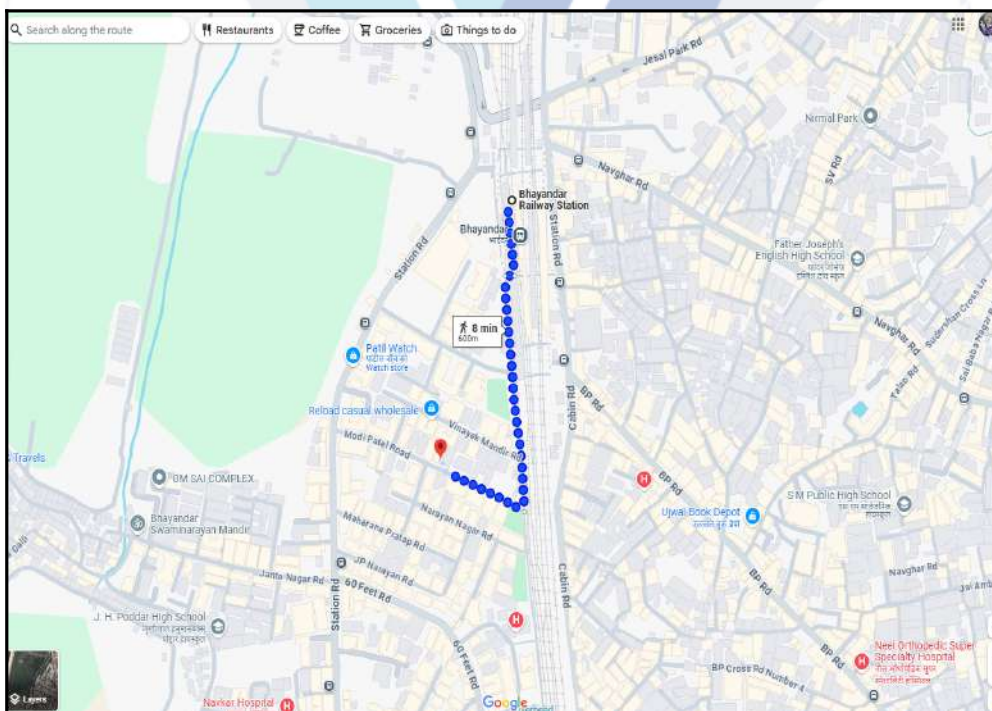 Search along the route
Restaurants
Coffee
Groceries
Things to do
Jesal Park Rd
Nirmal Park
SV Rd
Navghar Rd
Bhayandar
Railway Station
Bhayandar
Station Rd
Station Rd
Father Joseph's
English High School
Sudershan Cross Ln
Navghar Rd
Sai Baba Nagar R
Talao Rd
8 min
600m
Patil Watch
Watch store
Reload casual wholesale
Vinayak Mandir Rd
Modi Patel Road
Cabin Rd
BP Rd
Travels
OM SAI COMPLEX
Bhayandar
Swaminarayan Mandir
Narayan Nagar Rd
Maharana Pratap Rd
JP Narayan Rd
BP Rd
S M Public High School
Ujwal Book Depot
Janta Nagar Rd
60 Feet Rd
Station Rd
Cabin Rd
BP Rd
Navghar Rd
J. H. Poddar High School
60 Feet Rd
Neel Orthopedic Super
Specialty Hospital
BP Cross Rd Number 4
BP Rd
Layers
Navkar Hospital
Google